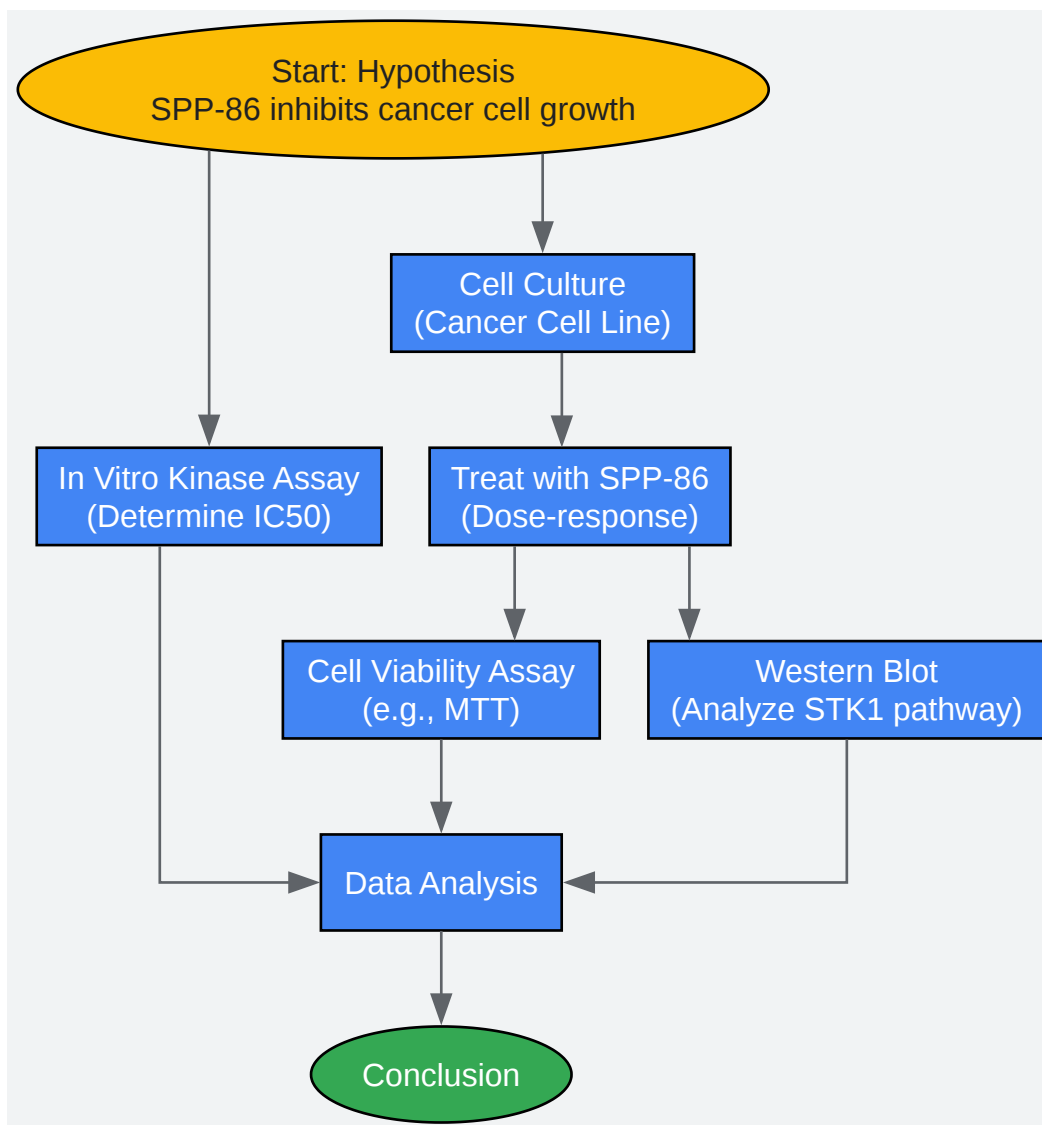 Start: Hypothesis
SPP-86 inhibits cancer cell growth
Cell Culture
(Cancer Cell Line)
In Vitro Kinase Assay
(Determine IC50)
Treat with SPP-86
(Dose-response)
Cell Viability Assay
(e.g., MTT)
Western Blot
(Analyze STK1 pathway)
Data Analysis
Conclusion